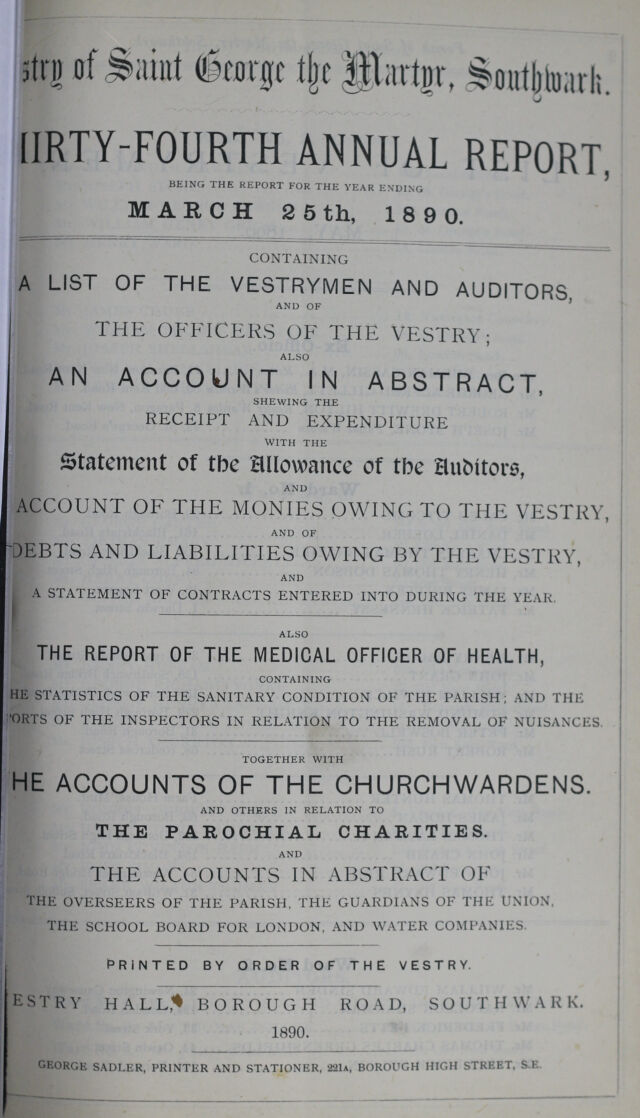 stry of Saint George the Martyr, Southwark.
HIRTY-FOURTH ANNUAL REPORT,
BEING THE REPORT FOR THE YEAR ENDING
MARCH 25th, 1890.
CONTAINING
A LIST OF THE VESTRYMEN AND AUDITORS,
AND OF
THE OFFICERS OF THE VESTRY;
ALSO
AN ACCOUNT IN ABSTRACT,
SHEWING THE
RECEIPT AND EXPENDITURE
WITH THE
Statement of the Allowance of the Auditors,
AND
ACCOUNT OF THE MONIES OWING TO THE VESTRY,
AND OF
DEBTS AND LIABILITIES OWING BY THE VESTRY,
AND
A STATEMENT OF CONTRACTS ENTERED INTO DURING THE YEAR.
ALSO
THE REPORT OF THE MEDICAL OFFICER OF HEALTH,
CONTAINING
HE STATISTICS OF THE SANITARY CONDITION OF THE PARISH; AND THE
ORTS OF THE INSPECTORS IN RELATION TO THE REMOVAL OF NUISANCES.
TOGETHER WITH
HE ACCOUNTS OF THE CHURCHWARDENS.
AND OTHERS IN RELATION TO
THE PAROCHIAL CHARITIES.
AND
THE ACCOUNTS IN ABSTRACT OF
THE OVERSEERS OF THE PARISH, THE GUARDIANS OF THE UNION,
THE SCHOOL BOARD FOR LONDON, AND WATER COMPANIES.
PRINTED BY ORDER OF THE VESTRY.
ESTRY HALL, BOROUGH ROAD, SOUTHWARK.
1890.
GEORGE SADLER, PRINTER AND STATIONER, 221A, BOROUGH HIGH STREET, S.E.